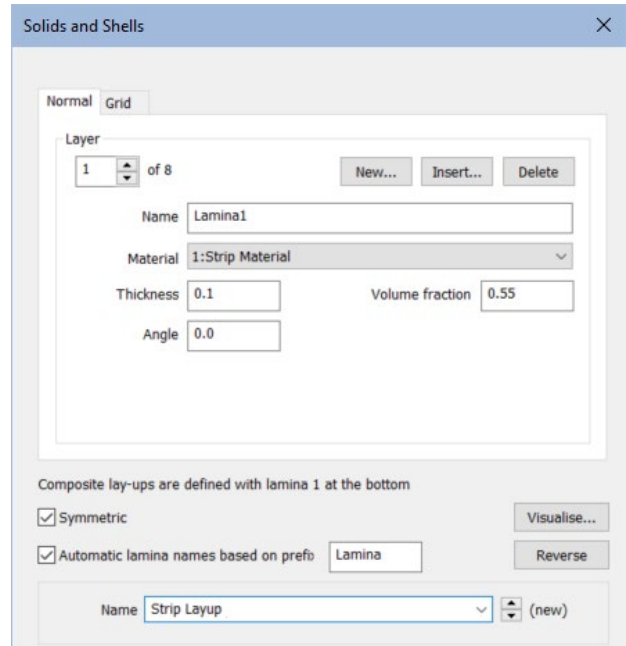 Solids and Shells
Normal Grid
Layer
1 of 8 New... Insert... Delete
Name Lamina1
Material 1:Strip Material
Thickness 0.1 Volume fraction 0.55
Angle 0.0
Composite lay-ups are defined with lamina 1 at the bottom
Symmetric Visualise...
Automatic lamina names based on prefix Lamina Reverse
Name Strip Layup (new)